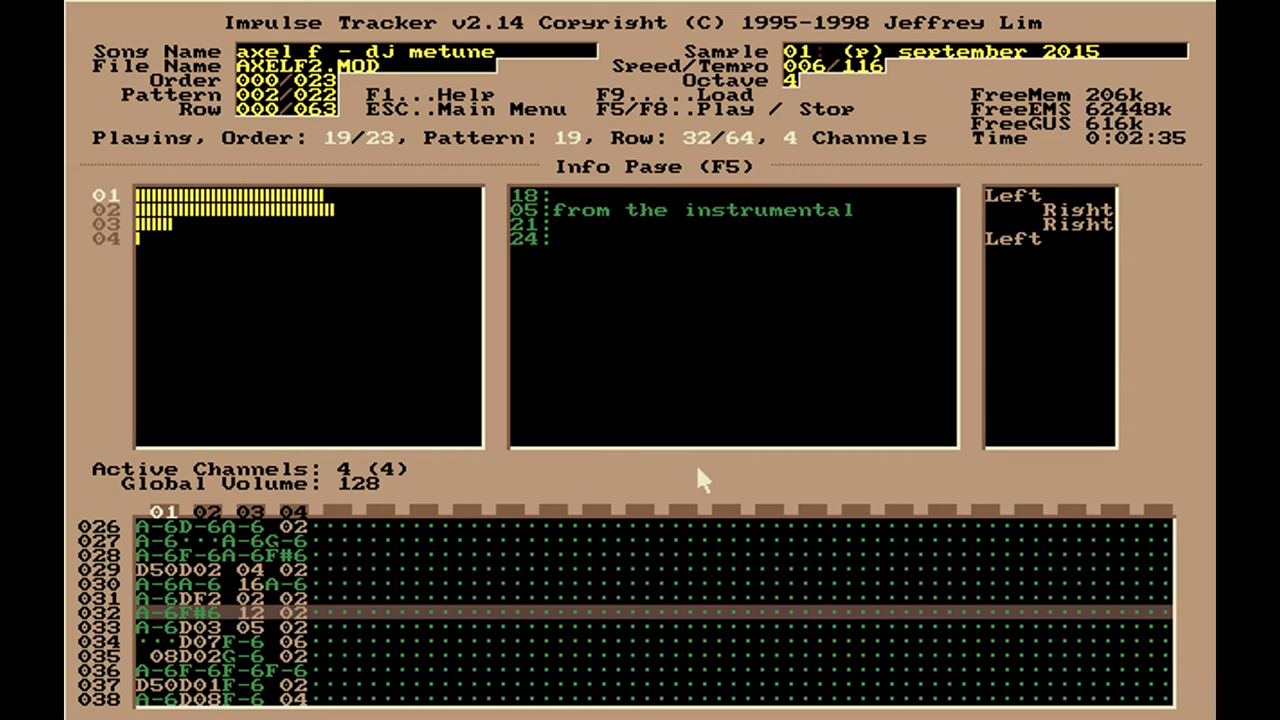 Impulse Tracker v2.14 Copyright (C) 1995-1998 Jeffrey Lim
Song Name axel f - dj metune Sample 01: (p) september 2015
File Name AXELF2.MOD Speed/Tempo 006/116
Order 000/023 Octave 4
Pattern 002/022 F1...Help F9.....Load FreeMem 206k
Row 000/063 ESC..Main Menu F5/F8..Play / Stop FreeEMS 62448k
FreeGUS 616k
Playing, Order: 19/23, Pattern: 19, Row: 32/64, 4 Channels Time 0:02:35
Info Page (F5)
01 18: Left
02 05:from the instrumental Right
03 21: Right
04 24: Left
Active Channels: 4 (4)
Global Volume: 128
01 02 03 04
026 A-6D-6A-6 02
027 A-6...A-6G-6
028 A-6F-6A-6F#6
029 D50D02 04 02
030 A-6A-6 16A-6
031 A-6DF2 02 02
032 A-6F#6 12 02
033 A-6D03 05 02
034 ...D07F-6 06
035 08D02G-6 02
036 A-6F-6F-6F-6
037 D50D01F-6 02
038 A-6D08F-6 04